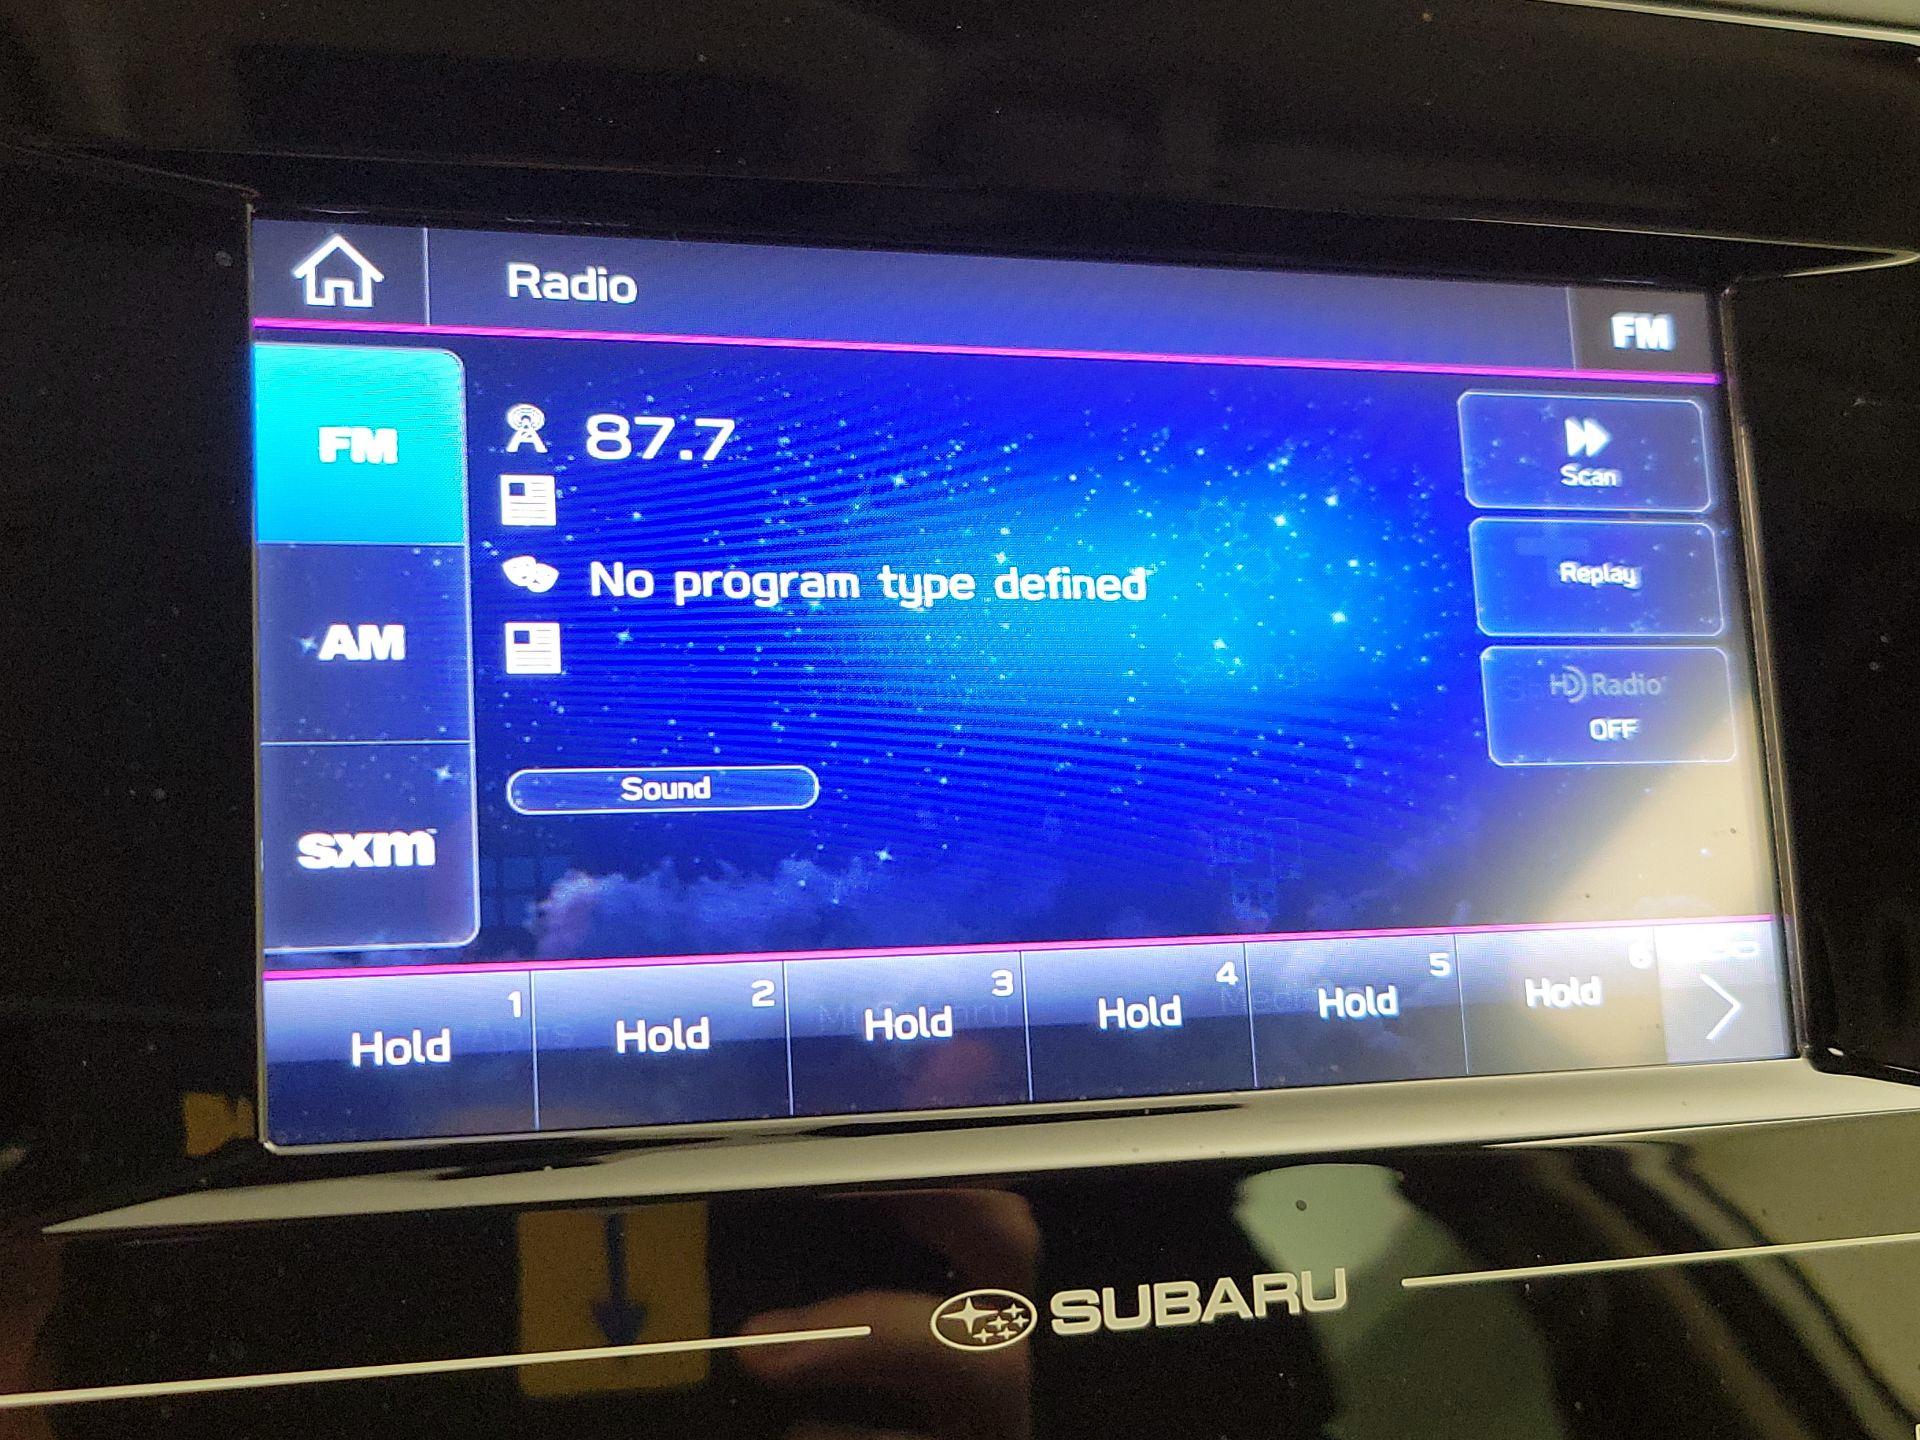 Radio
FM
FM
87.7
Scan
No program type defined
Replay
AM
HD Radio
OFF
Sound
sxm
1
Hold
2
Hold
3
Hold
4
Hold
5
Hold
6
Hold
SUBARU